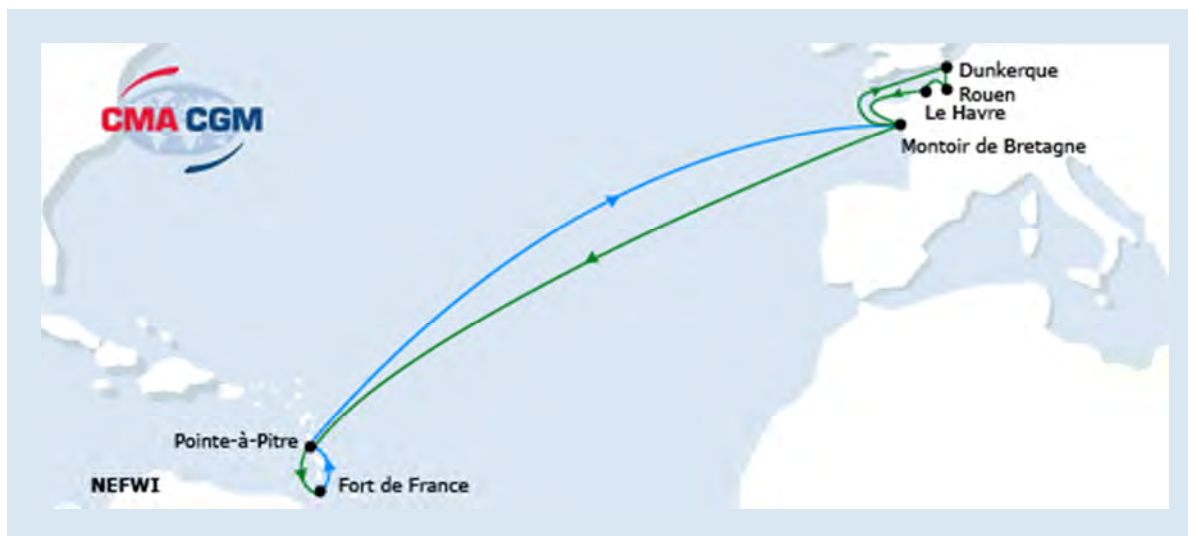 CMA CGM
Dunkerque
Rouen
Le Havre
Montoir de Bretagne
Pointe-à-Pitre
Fort de France
NEFWI